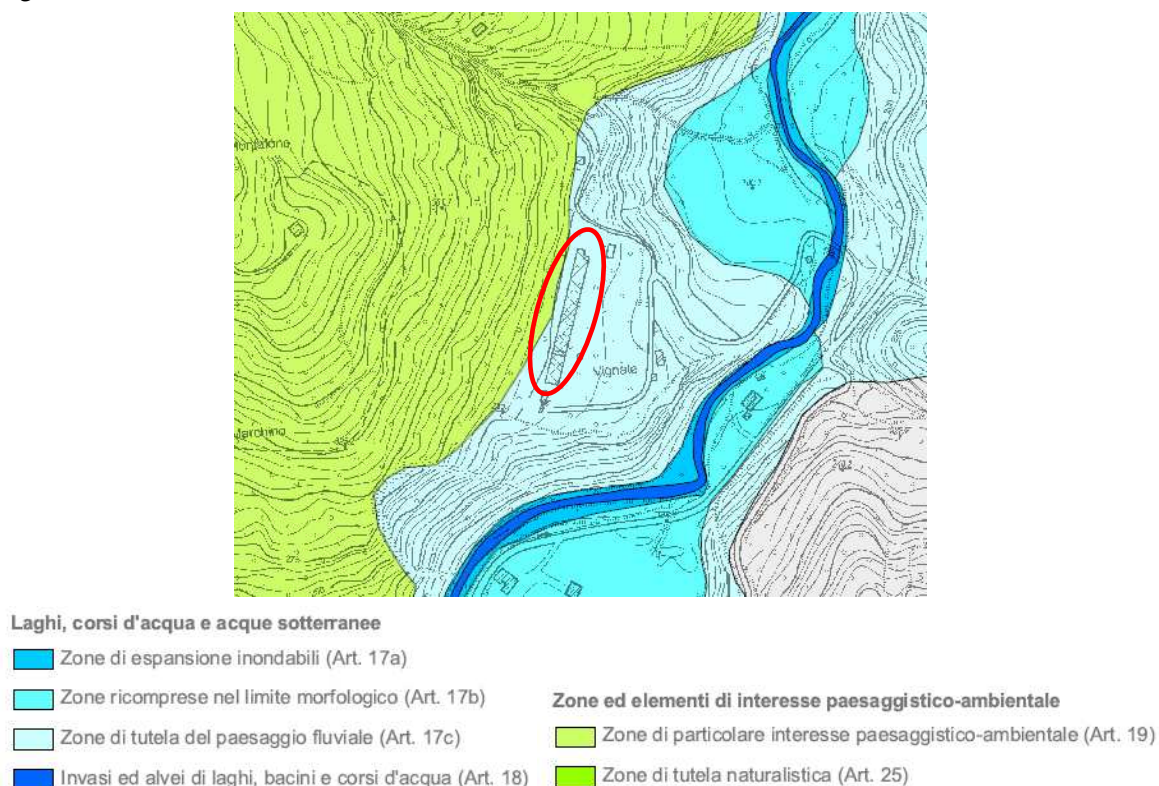 Vignale
Laghi, corsi d'acqua e acque sotterranee
Zone di espansione inondabili (Art. 17a)
Zone ricomprese nel limite morfologico (Art. 17b)
Zone di tutela del paesaggio fluviale (Art. 17c)
Invasi ed alvei di laghi, bacini e corsi d'acqua (Art. 18)
Zone ed elementi di interesse paesaggistico-ambientale
Zone di particolare interesse paesaggistico-ambientale (Art. 19)
Zone di tutela naturalistica (Art. 25)